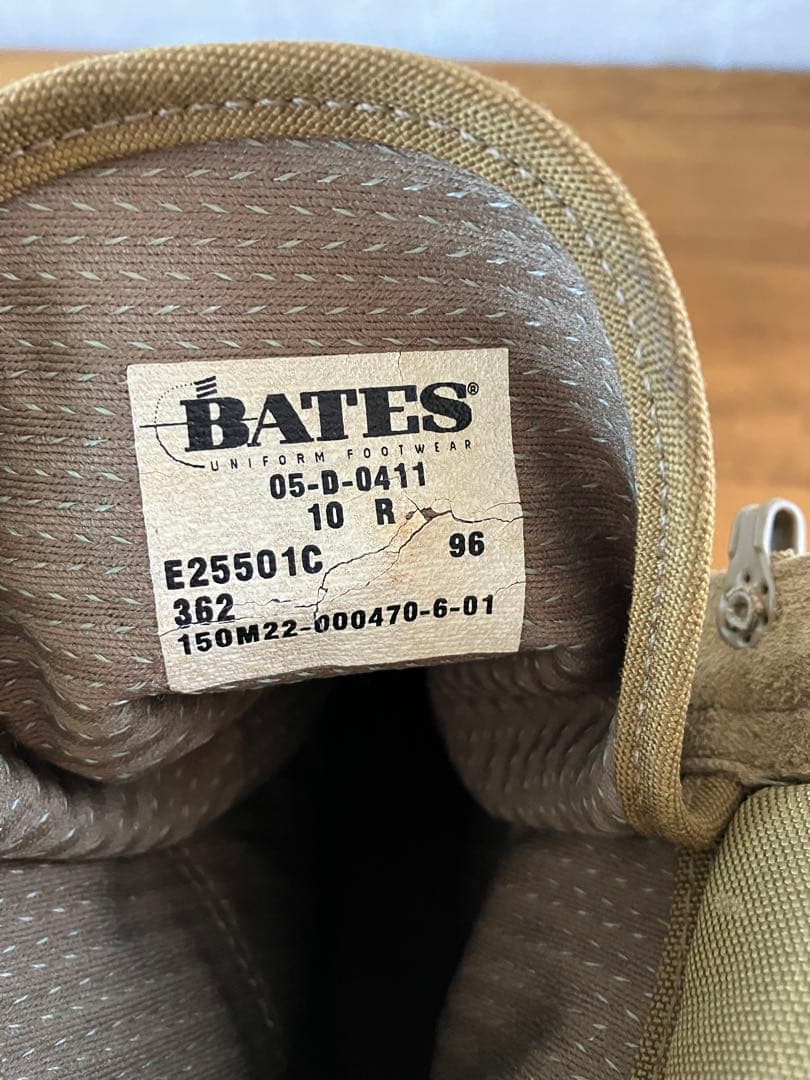 BATES®
UNIFORM FOOTWEAR
05-D-0411
10 R
E25501C 96
362
150M22-000470-6-01